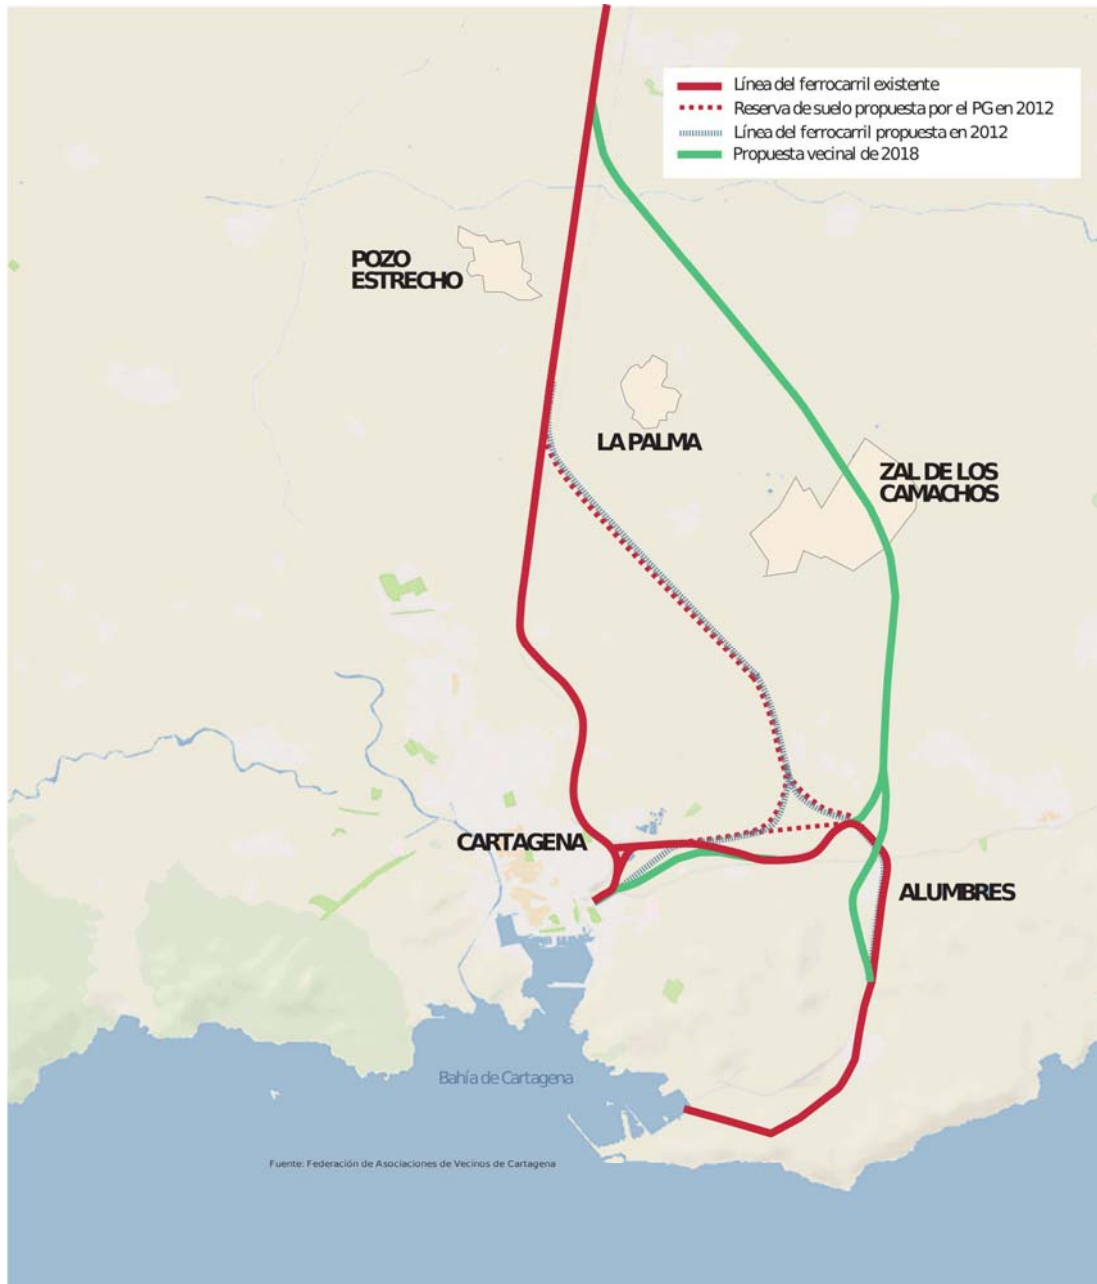 Línea del ferrocarril existente
Reserva de suelo propuesta por el PG en 2012
Línea del ferrocarril propuesta en 2012
Propuesta vecinal de 2018
POZO
ESTRECHO
LA PALMA
ZAL DE LOS
CAMACHOS
CARTAGENA
ALUMBRES
Bahía de Cartagena
Fuente: Federación de Asociaciones de Vecinos de Cartagena